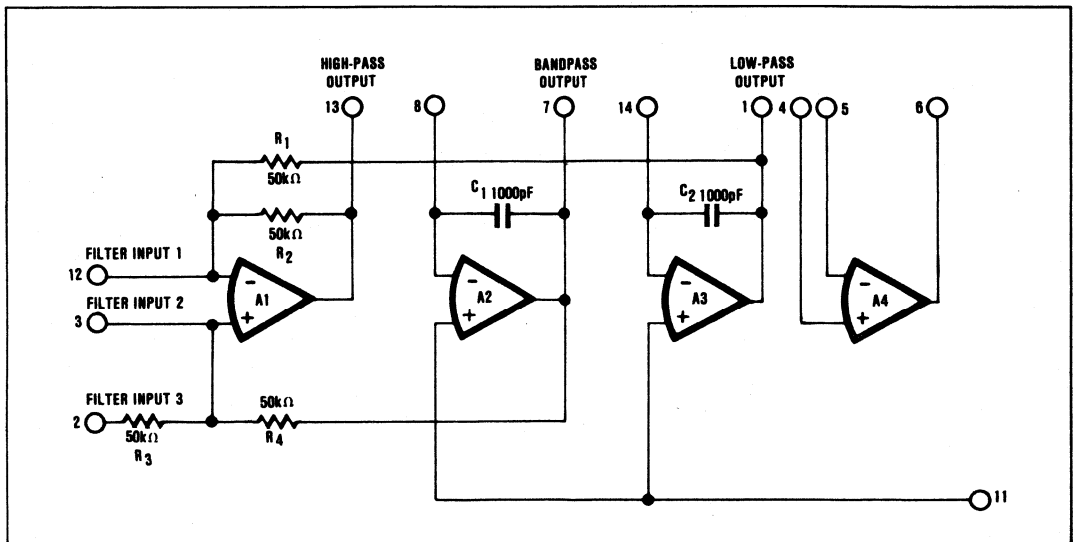 HIGH-PASS
OUTPUT
BANDPASS
OUTPUT
LOW-PASS
OUTPUT
13
8
7
14
1
4
5
6
R1
50kΩ
C1 1000pF
C2 1000pF
50kΩ
R2
FILTER INPUT 1
12
−
A1
+
−
A2
+
−
A3
+
−
A4
+
FILTER INPUT 2
3
FILTER INPUT 3
2
50kΩ
R3
50kΩ
R4
11